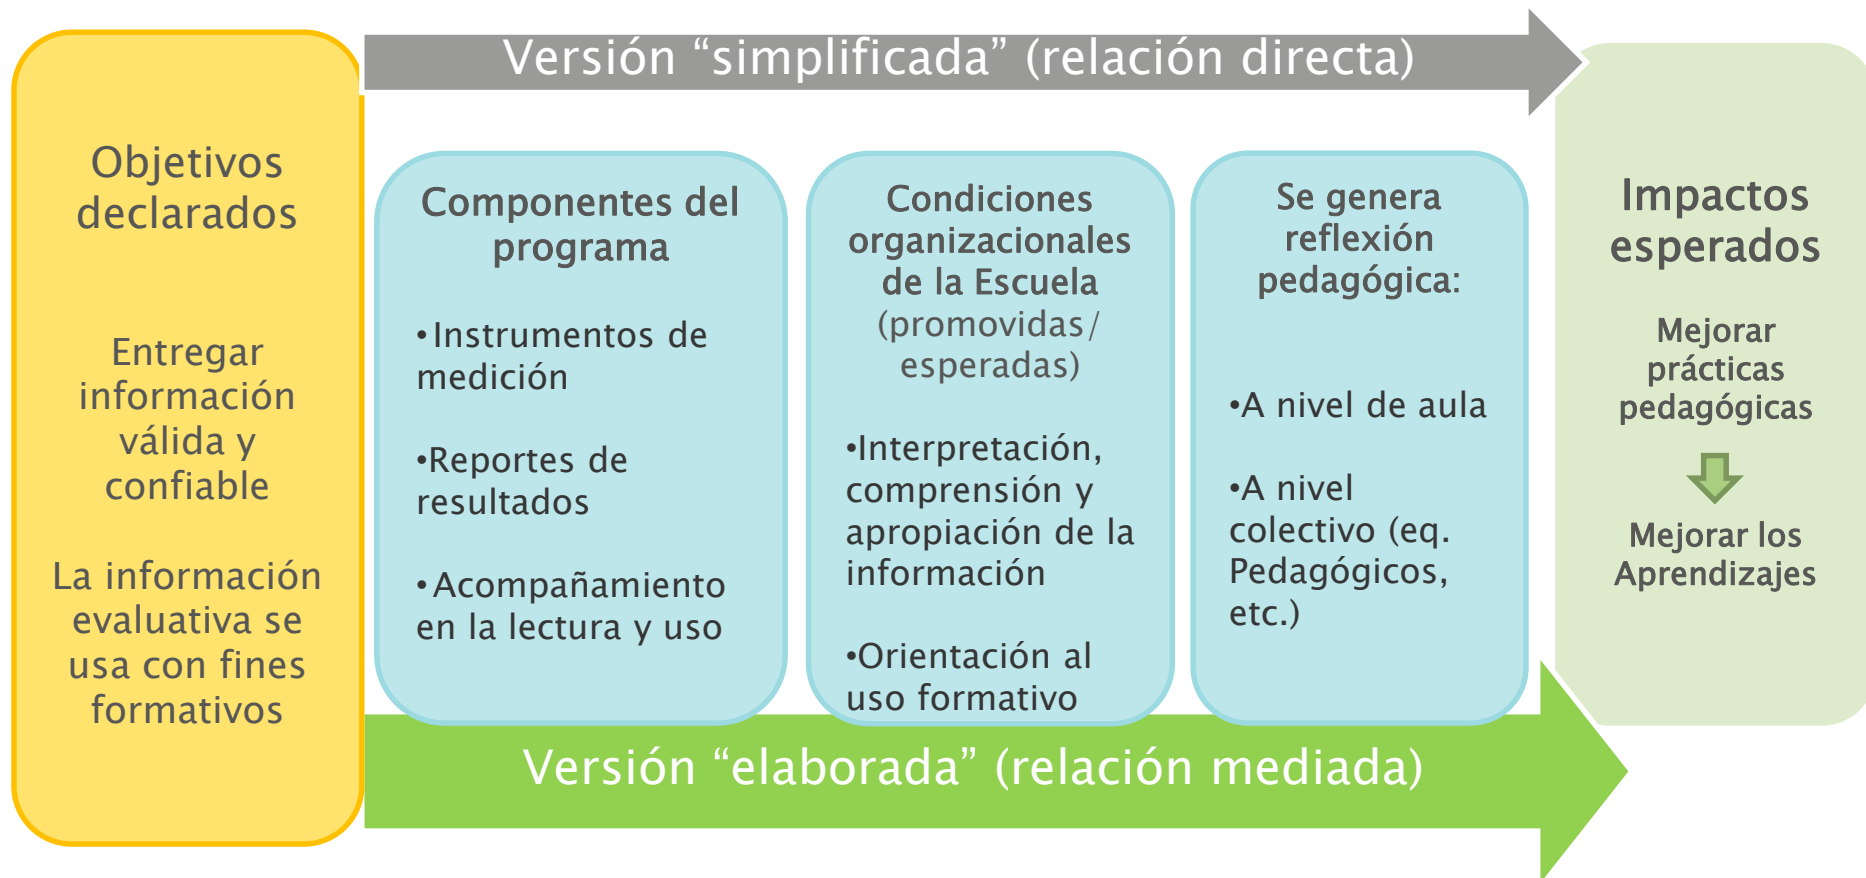 Versión “simplificada” (relación directa)
Objetivos
declarados
Entregar
información
válida y
confiable
La información
evaluativa se
usa con fines
formativos
Componentes del
programa
•Instrumentos de
medición
•Reportes de
resultados
•Acompañamiento
en la lectura y uso
Condiciones
organizacionales
de la Escuela
(promovidas/
esperadas)
•Interpretación,
comprensión y
apropiación de la
información
•Orientación al
uso formativo
Se genera
reflexión
pedagógica:
•A nivel de aula
•A nivel
colectivo (eq.
Pedagógicos,
etc.)
Impactos
esperados
Mejorar
prácticas
pedagógicas
Mejorar los
Aprendizajes
Versión “elaborada” (relación mediada)